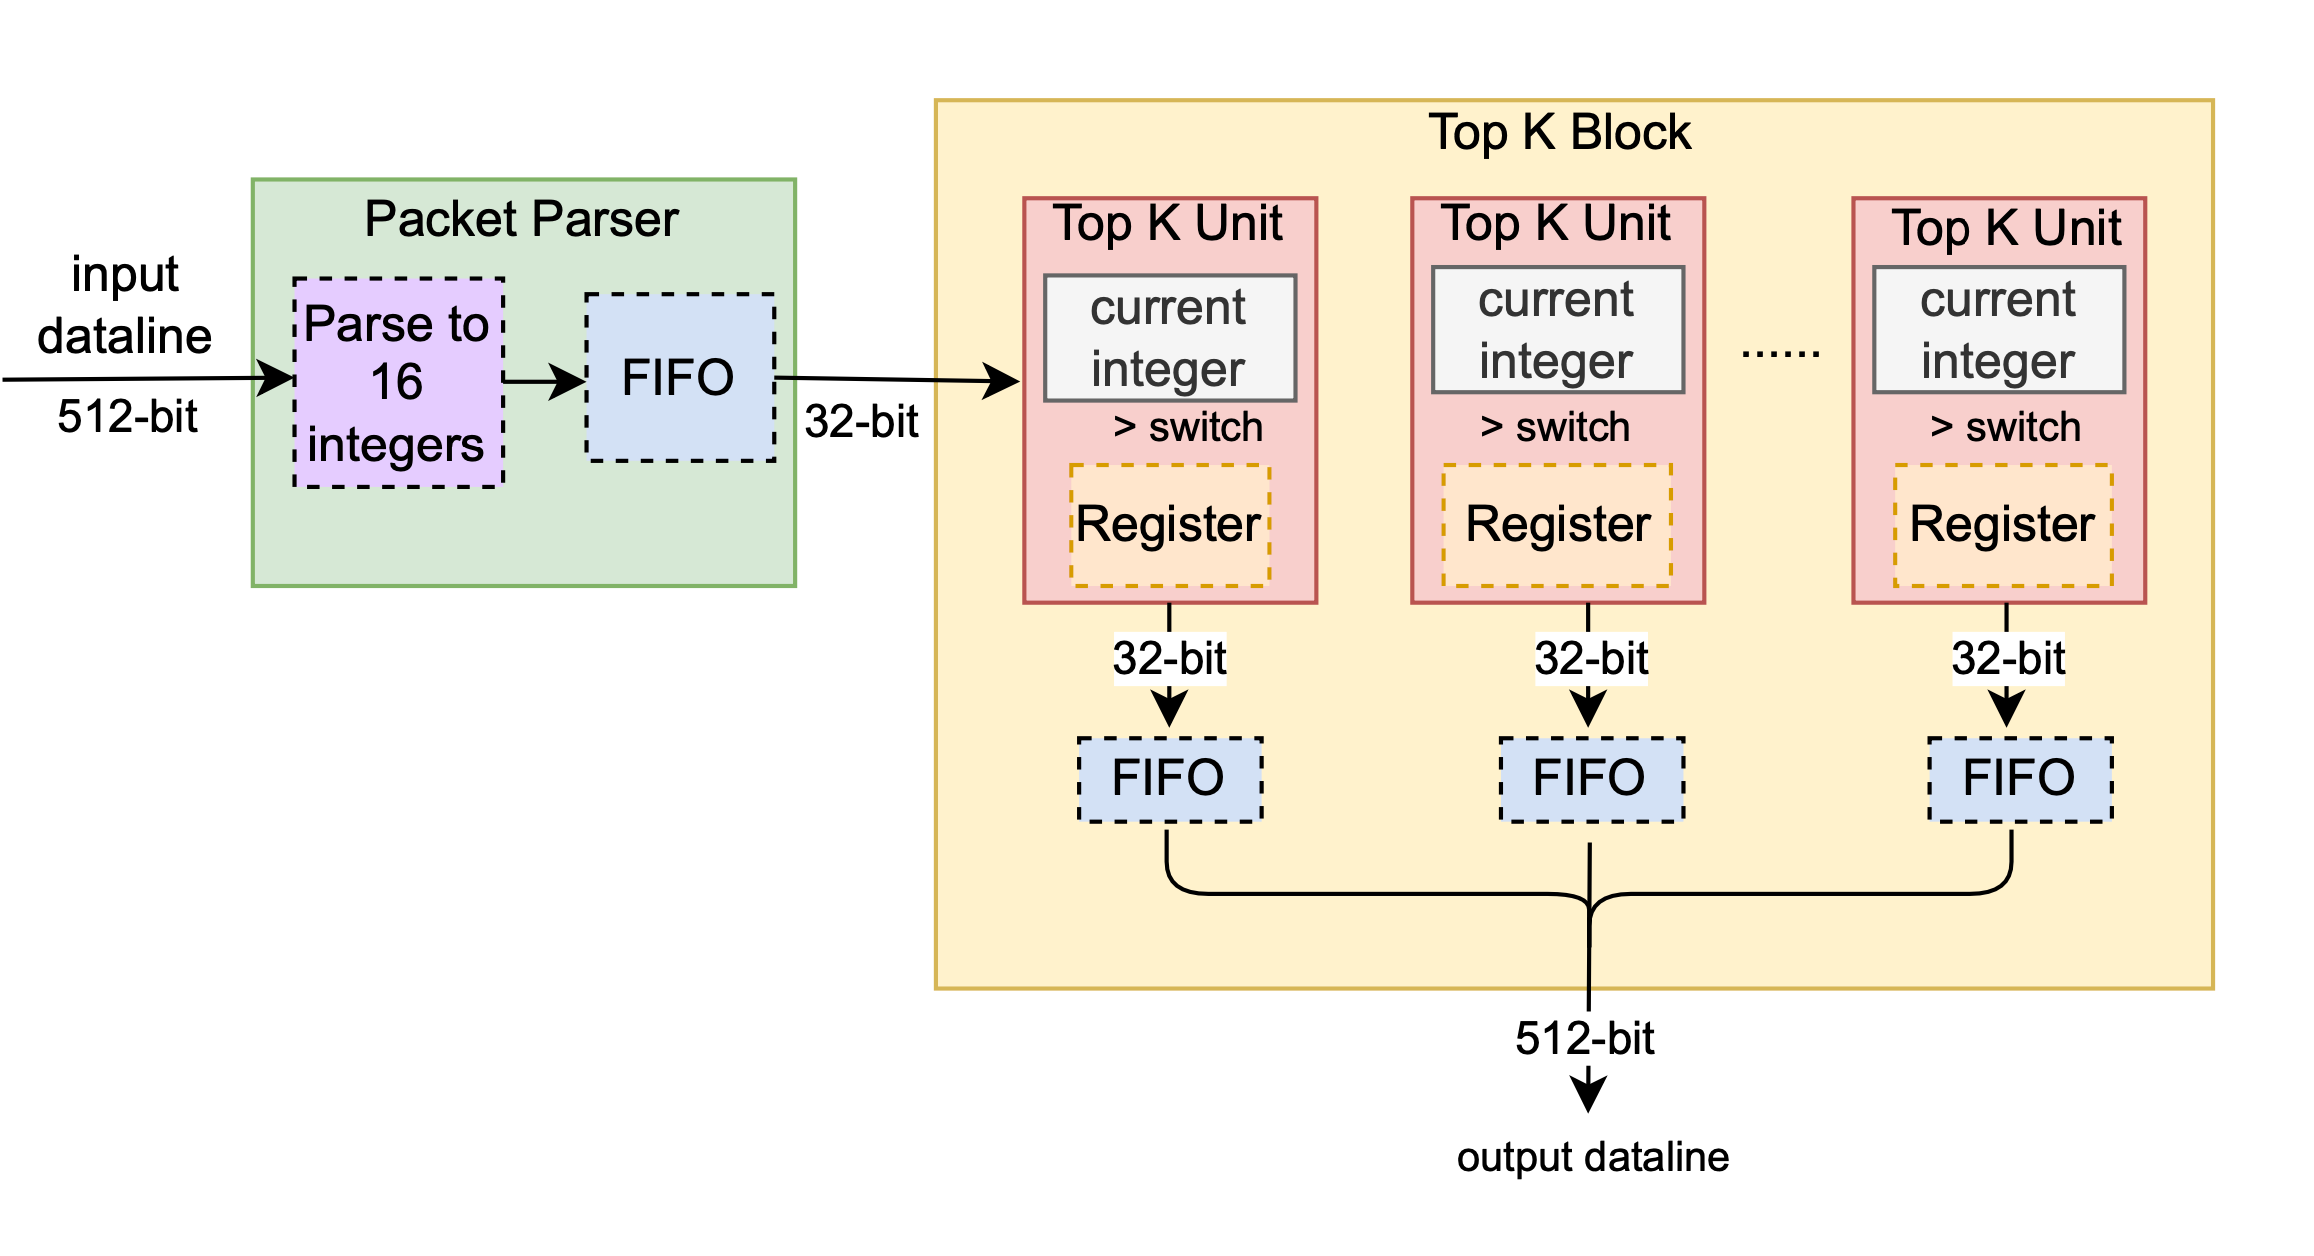 input
dataline
512-bit
Packet Parser
Parse to
16
integers
FIFO
32-bit
Top K Block
Top K Unit
current
integer
> switch
Register
32-bit
FIFO
Top K Unit
current
integer
> switch
Register
32-bit
FIFO
......
Top K Unit
current
integer
> switch
Register
32-bit
FIFO
512-bit
output dataline